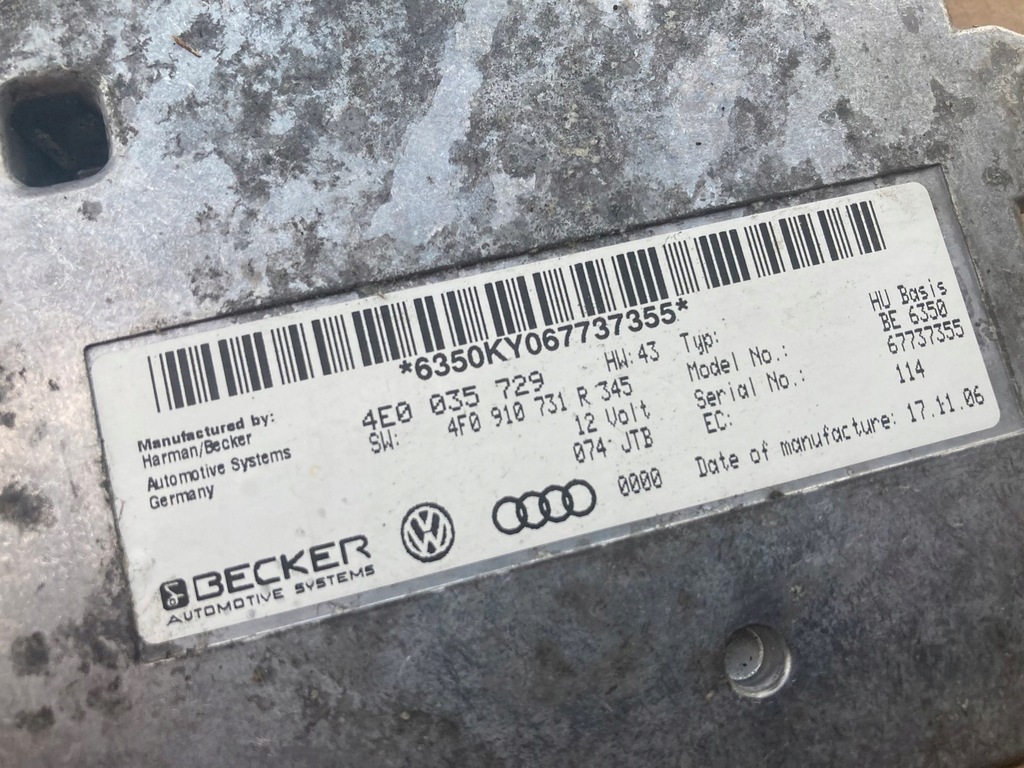 *6350KY067737355*
Manufactured by:
Harman/Becker
Automotive Systems
Germany
4E0 035 729 HW:43
SW: 4F0 910 731 R 345
12 Volt
074 JTB
0000
Typ: HU Basis
Model No.: BE 6350
Serial No.: 67737355
EC: 114
Date of manufacture: 17.11.06
BECKER
AUTOMOTIVE SYSTEMS
VW